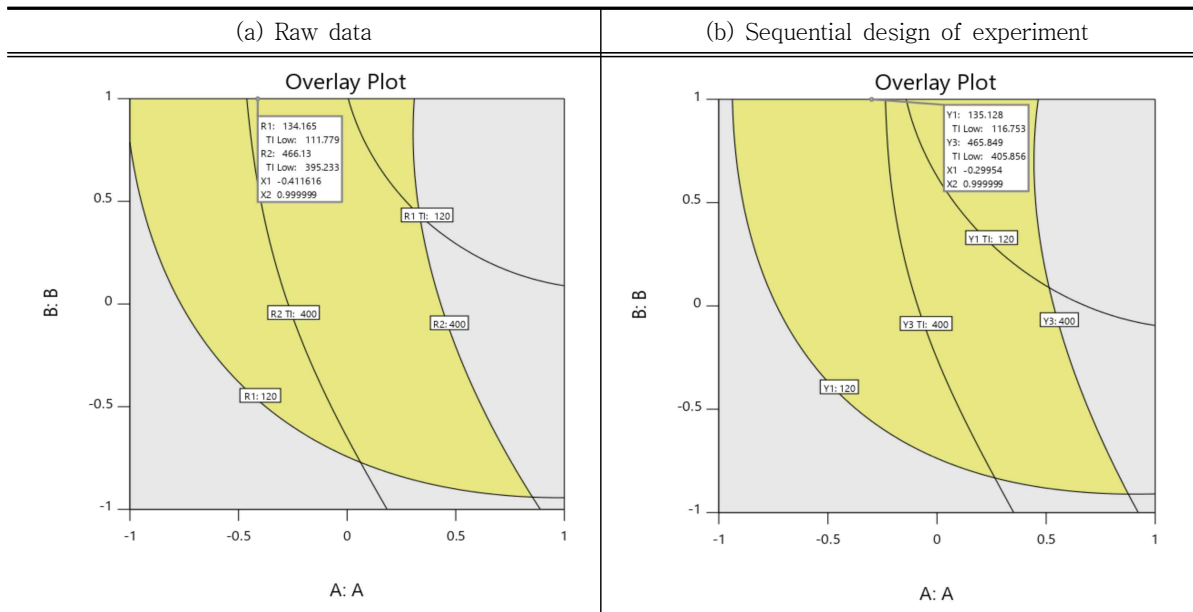 (a) Raw data
(b) Sequential design of experiment
Overlay Plot
1
0.5
0
-0.5
-1
-1
-0.5
0
0.5
1
B: B
A: A
R1: 134.165
TI Low: 111.779
R2: 466.13
TI Low: 395.233
X1 -0.411616
X2 0.999999
R1 TI: 120
R2 TI: 400
R2: 400
R1: 120
Overlay Plot
1
0.5
0
-0.5
-1
-1
-0.5
0
0.5
1
B: B
A: A
Y1: 135.128
TI Low: 116.753
Y3: 465.849
TI Low: 405.856
X1 -0.29954
X2 0.999999
Y1 TI: 120
Y3 TI: 400
Y3: 400
Y1: 120